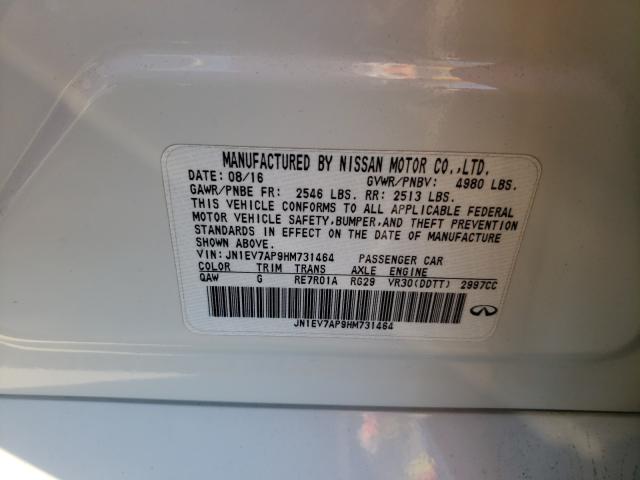 MANUFACTURED BY NISSAN MOTOR CO.,LTD.
DATE: 08/16 GVWR/PNBV: 4980 LBS.
GAWR/PNBE FR: 2546 LBS. RR: 2513 LBS.
THIS VEHICLE CONFORMS TO ALL APPLICABLE FEDERAL
MOTOR VEHICLE SAFETY,BUMPER,AND THEFT PREVENTION
STANDARDS IN EFFECT ON THE DATE OF MANUFACTURE
SHOWN ABOVE.
VIN: JN1EV7AP9HM731464 PASSENGER CAR
COLOR TRIM TRANS AXLE ENGINE
QAW G RE7R01A RG29 VR30(DDTT) 2997CC
JN1EV7AP9HM731464